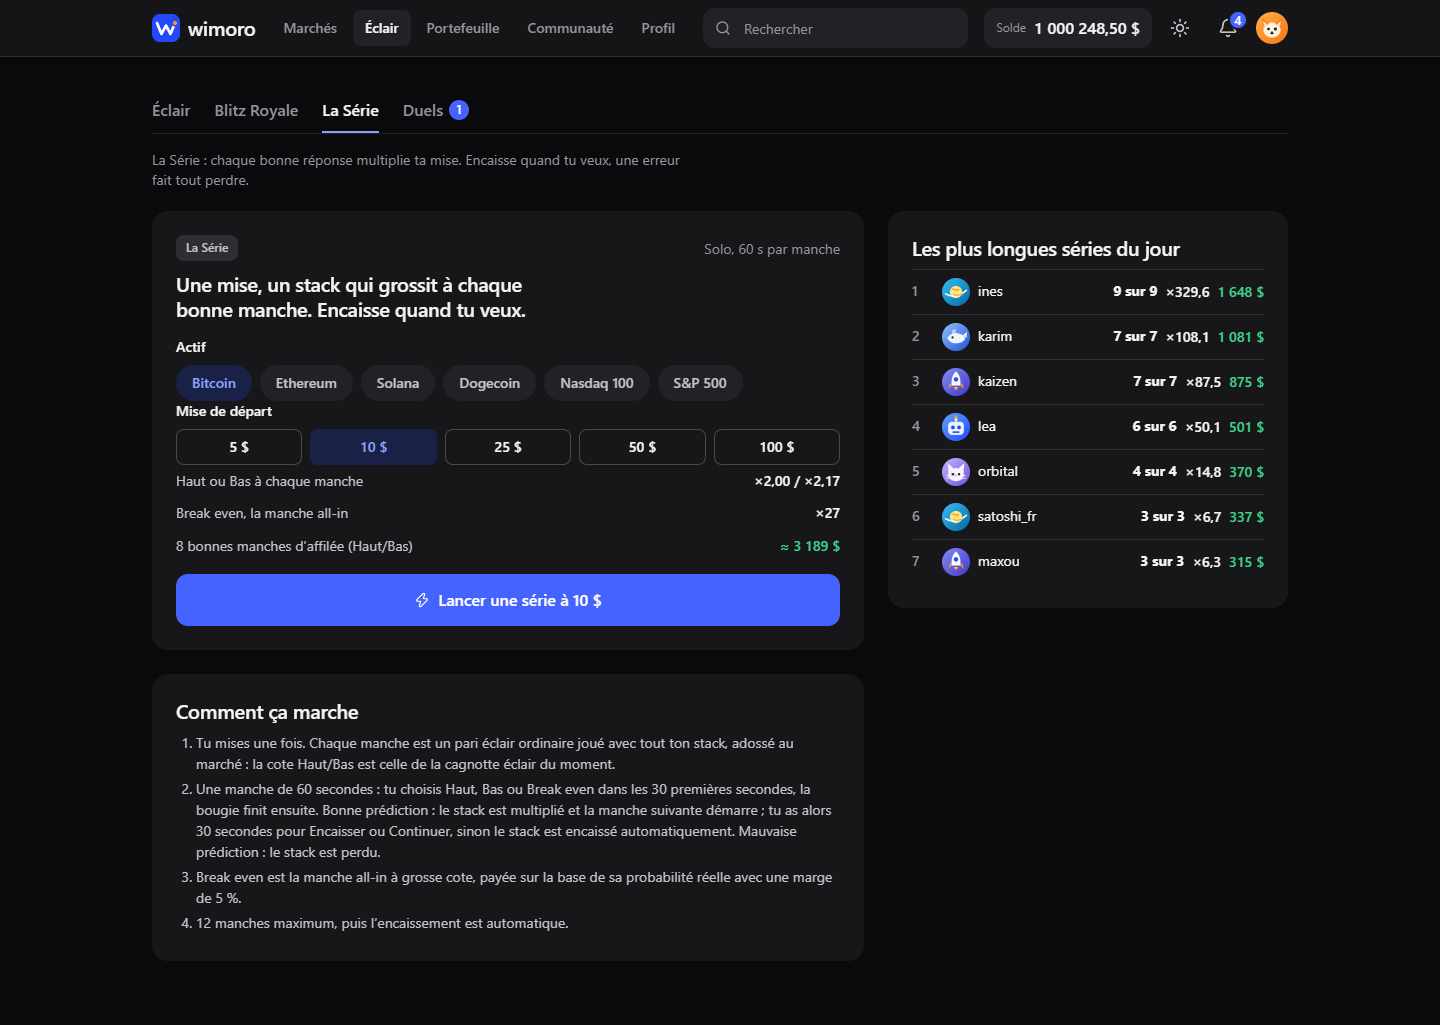 wimoro
Marchés
Éclair
Portefeuille
Communauté
Profil
Rechercher
Solde 1 000 248,50 $
4
Éclair
Blitz Royale
La Série
Duels 1
La Série : chaque bonne réponse multiplie ta mise. Encaisse quand tu veux, une erreur
fait tout perdre.
La Série
Solo, 60 s par manche
Une mise, un stack qui grossit à chaque
bonne manche. Encaisse quand tu veux.
Actif
Bitcoin
Ethereum
Solana
Dogecoin
Nasdaq 100
S&P 500
Mise de départ
5 $
10 $
25 $
50 $
100 $
Haut ou Bas à chaque manche ×2,00 / ×2,17
Break even, la manche all-in ×27
8 bonnes manches d'affilée (Haut/Bas) ≈ 3 189 $
Lancer une série à 10 $
Comment ça marche
1. Tu mises une fois. Chaque manche est un pari éclair ordinaire joué avec tout ton stack, adossé au
marché : la cote Haut/Bas est celle de la cagnotte éclair du moment.
2. Une manche de 60 secondes : tu choisis Haut, Bas ou Break even dans les 30 premières secondes, la
bougie finit ensuite. Bonne prédiction : le stack est multiplié et la manche suivante démarre ; tu as alors
30 secondes pour Encaisser ou Continuer, sinon le stack est encaissé automatiquement. Mauvaise
prédiction : le stack est perdu.
3. Break even est la manche all-in à grosse cote, payée sur la base de sa probabilité réelle avec une marge
de 5 %.
4. 12 manches maximum, puis l'encaissement est automatique.
Les plus longues séries du jour
1 ines 9 sur 9 ×329,6 1 648 $
2 karim 7 sur 7 ×108,1 1 081 $
3 kaizen 7 sur 7 ×87,5 875 $
4 lea 6 sur 6 ×50,1 501 $
5 orbital 4 sur 4 ×14,8 370 $
6 satoshi_fr 3 sur 3 ×6,7 337 $
7 maxou 3 sur 3 ×6,3 315 $